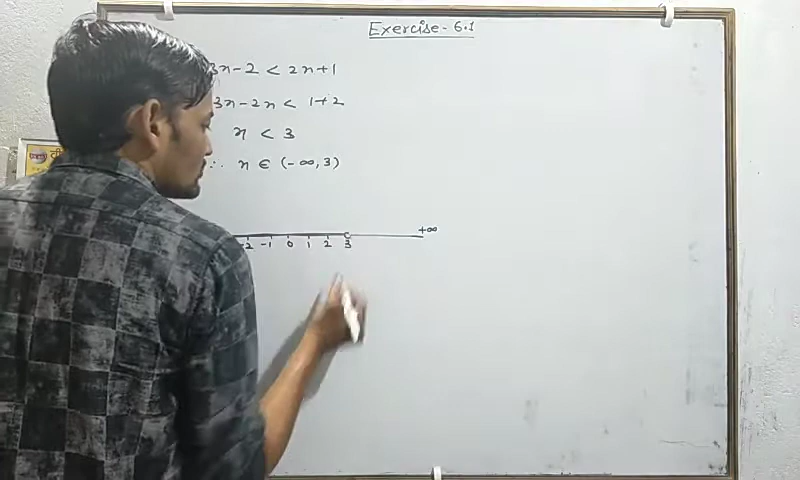 Exercise-6.1
3x-2 < 2x+1
3x-2x < 1+2
x < 3
∴ x ∈ (-∞, 3)
+∞
-2 -1 0 1 2 3